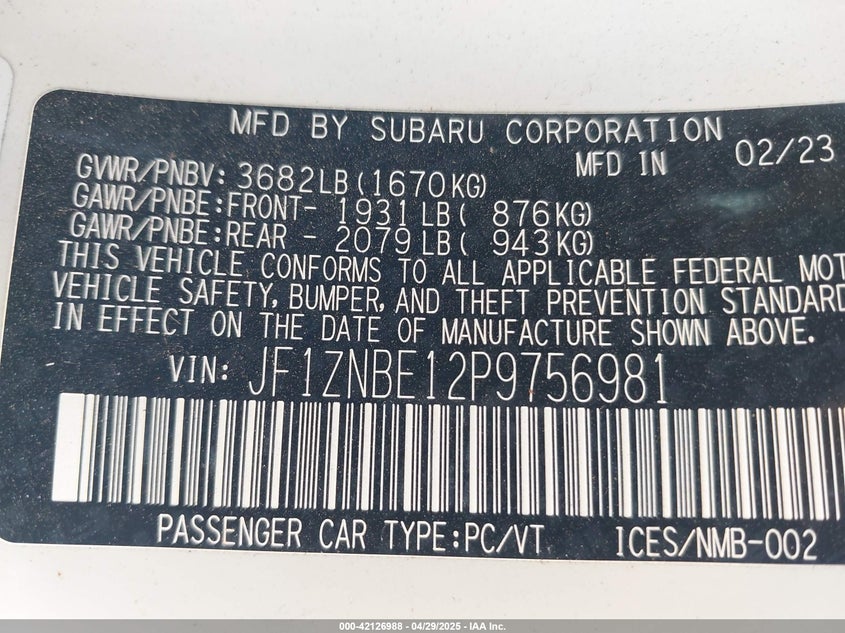 MFD BY SUBARU CORPORATION
MFD IN 02/23
GVWR/PNBV: 3682LB (1670KG)
GAWR/PNBE:FRONT- 1931LB( 876KG)
GAWR/PNBE:REAR - 2079LB( 943KG)
THIS VEHICLE CONFORMS TO ALL APPLICABLE FEDERAL MOT
VEHICLE SAFETY, BUMPER, AND THEFT PREVENTION STANDARD
IN EFFECT ON THE DATE OF MANUFACTURE SHOWN ABOVE.
VIN: JF1ZNBE12P9756981
PASSENGER CAR TYPE:PC/VT ICES/NMB-002
000-42126988 - 04/29/2025 - IAA Inc.